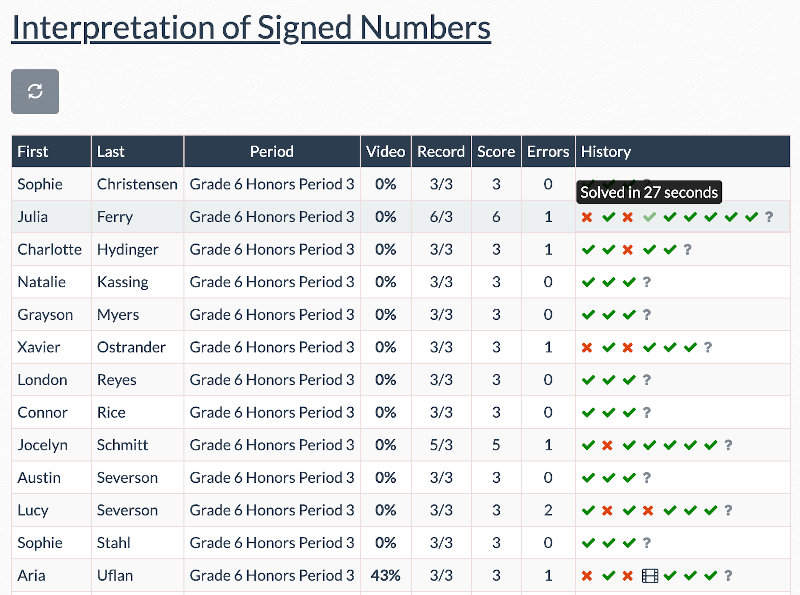 Interpretation of Signed Numbers
First Last Period Video Record Score Errors History
Sophie Christensen Grade 6 Honors Period 3 0% 3/3 3 0 ?
Solved in 27 seconds
Julia Ferry Grade 6 Honors Period 3 0% 6/3 6 1 ?
Charlotte Hydinger Grade 6 Honors Period 3 0% 3/3 3 1 ?
Natalie Kassing Grade 6 Honors Period 3 0% 3/3 3 0 ?
Grayson Myers Grade 6 Honors Period 3 0% 3/3 3 0 ?
Xavier Ostrander Grade 6 Honors Period 3 0% 3/3 3 1 ?
London Reyes Grade 6 Honors Period 3 0% 3/3 3 0 ?
Connor Rice Grade 6 Honors Period 3 0% 3/3 3 0 ?
Jocelyn Schmitt Grade 6 Honors Period 3 0% 5/3 5 1 ?
Austin Severson Grade 6 Honors Period 3 0% 3/3 3 0 ?
Lucy Severson Grade 6 Honors Period 3 0% 3/3 3 2 ?
Sophie Stahl Grade 6 Honors Period 3 0% 3/3 3 0 ?
Aria Uflan Grade 6 Honors Period 3 43% 3/3 3 1 ?